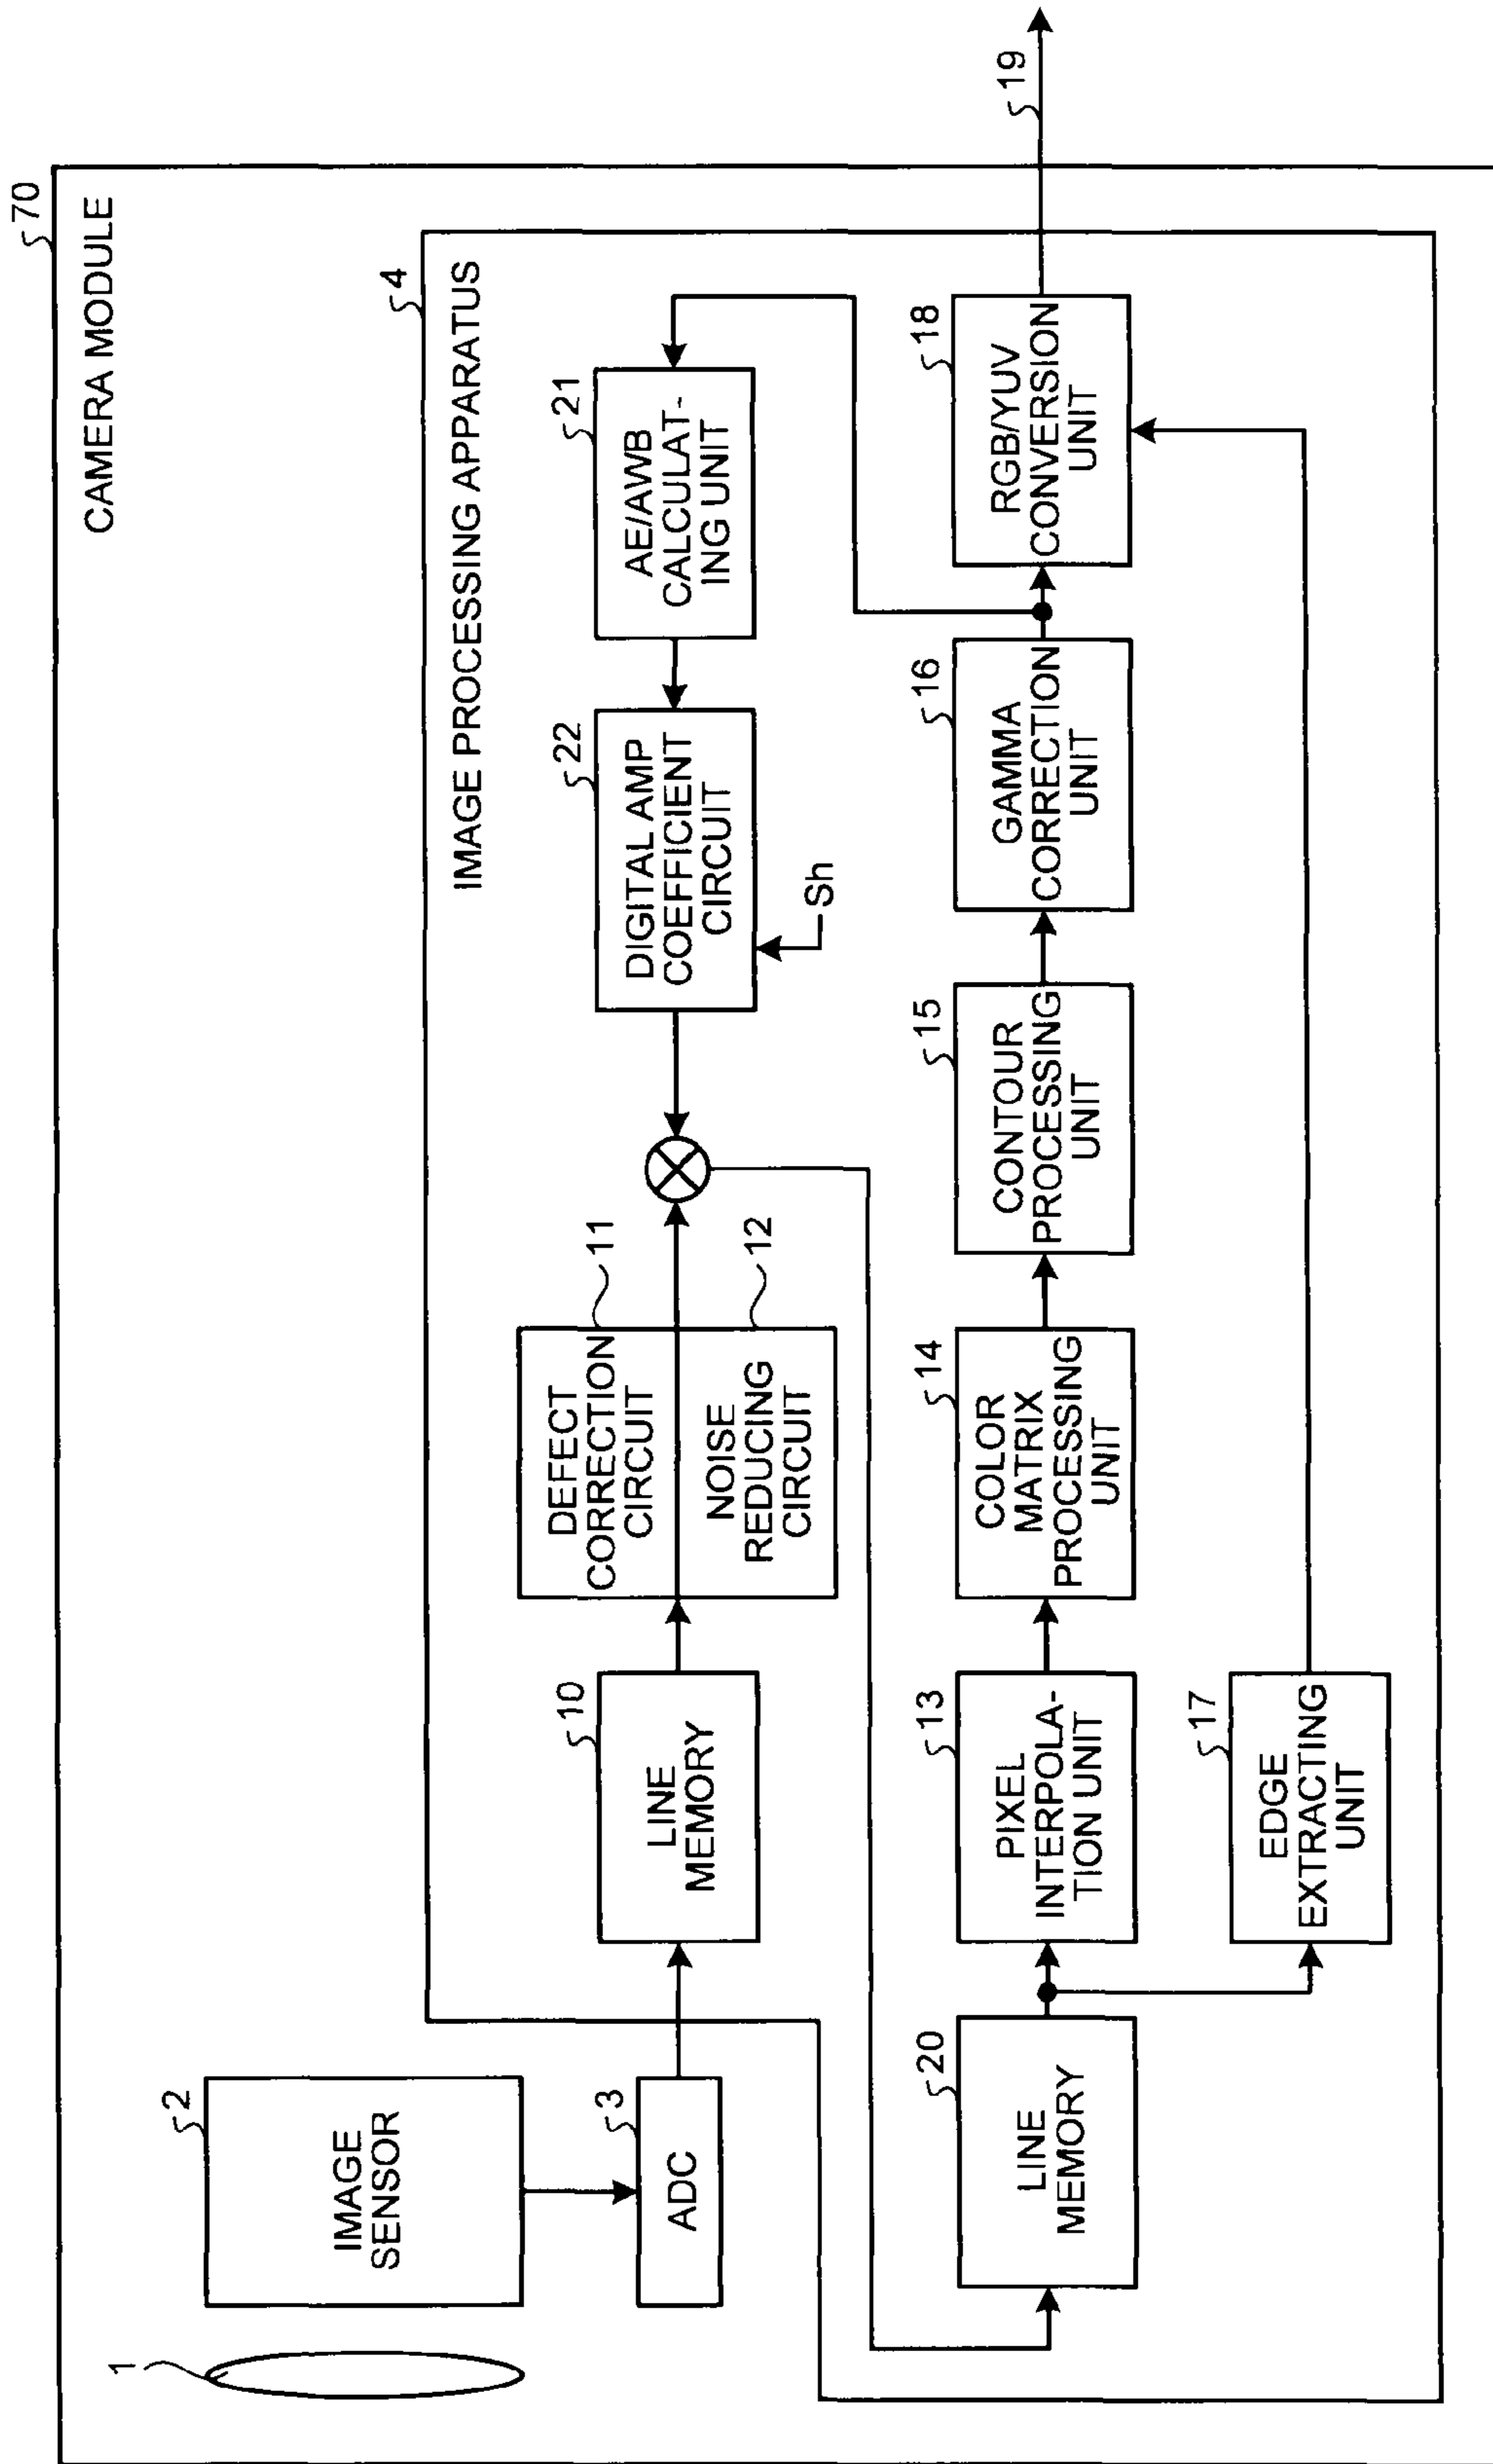 70
CAMERA MODULE
1
2
IMAGE
SENSOR
3
ADC
4
IMAGE PROCESSING APPARATUS
10
LINE
MEMORY
DEFECT
CORRECTION
CIRCUIT
11
NOISE
REDUCING
CIRCUIT
12
22
DIGITAL AMP
COEFFICIENT
CIRCUIT
Sh
21
AE/AWB
CALCULAT-
ING UNIT
20
LINE
MEMORY
13
PIXEL
INTERPOLA-
TION UNIT
14
COLOR
MATRIX
PROCESSING
UNIT
15
CONTOUR
PROCESSING
UNIT
16
GAMMA
CORRECTION
UNIT
18
RGB/YUV
CONVERSION
UNIT
19
17
EDGE
EXTRACTING
UNIT